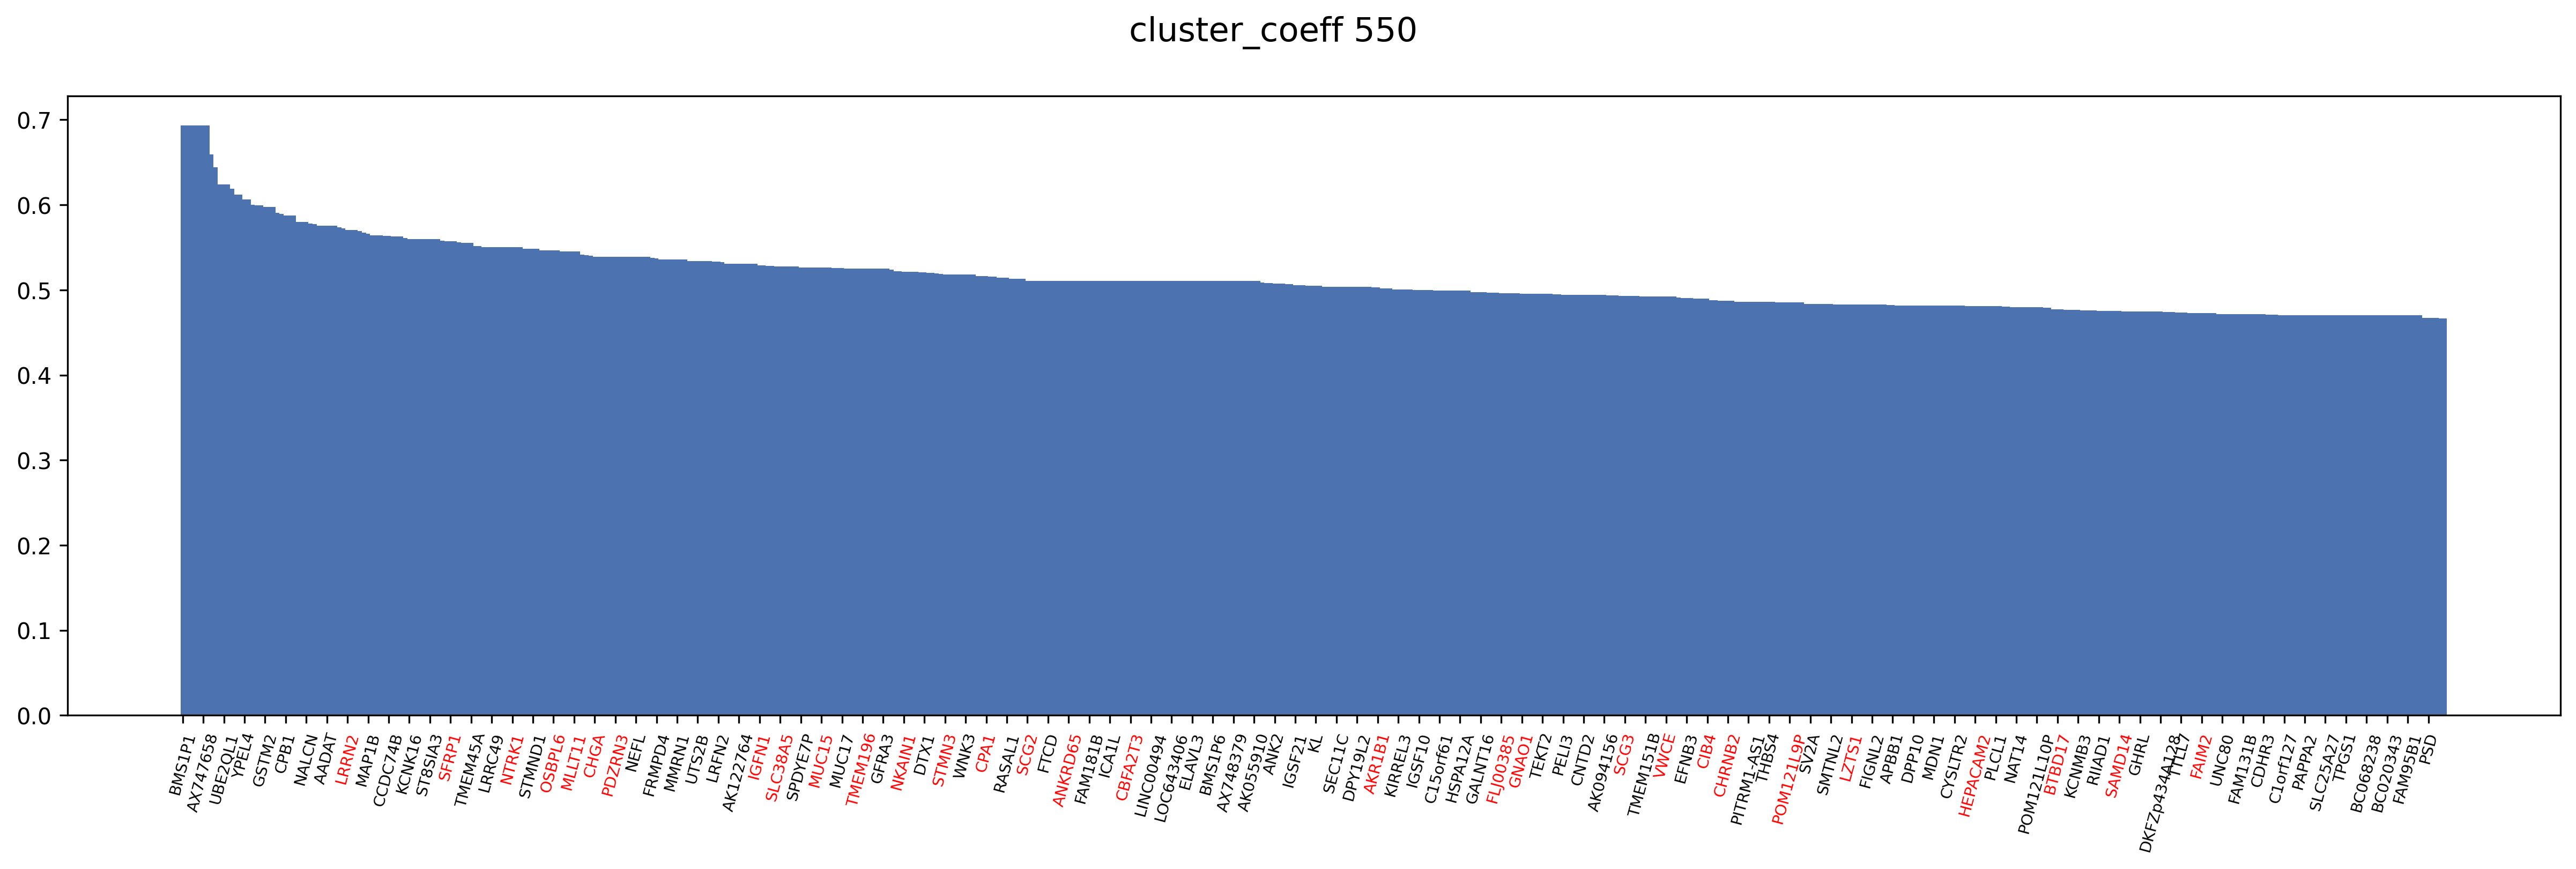 cluster_coeff 550
0.7
0.6
0.5
0.4
0.3
0.2
0.1
0.0
BMS1P1
AX747658
UBE2QL1
YPEL4
GSTM2
CPB1
NALCN
AADAT
LRRN2
MAP1B
CCDC74B
KCNK16
ST8SIA3
SFRP1
TMEM45A
LRRC49
NTRK1
STMND1
OSBPL6
MLLT11
CHGA
PDZRN3
NEFL
FRMPD4
MMRN1
UTS2B
LRFN2
AK122764
IGFN1
SLC38A5
SPDYE7P
MUC15
MUC17
TMEM196
GFRA3
NKAIN1
DTX1
STMN3
WNK3
CPA1
RASAL1
SCG2
FTCD
ANKRD65
FAM181B
ICA1L
CBFA2T3
LINC00494
LOC643406
ELAVL3
BMS1P6
AX748379
AK055910
ANK2
IGSF21
KL
SEC11C
DPY19L2
AKR1B1
KIRREL3
IGSF10
C15orf61
HSPA12A
GALNT16
FLJ00385
GNAO1
TEKT2
PELI3
CNTD2
AK094156
SCG3
TMEM151B
VWCE
EFNB3
CIB4
CHRNB2
PITRM1-AS1
THBS4
POM121L9P
SV2A
SMTNL2
LZTS1
FIGNL2
APBB1
DPP10
MDN1
CYSLTR2
HEPACAM2
PLCL1
NAT14
POM121L10P
BTBD17
KCNMB3
RIIAD1
SAMD14
GHRL
DKFZp434A128
TTLL7
FAIM2
UNC80
FAM131B
CDHR3
C1orf127
PAPPA2
SLC25A27
TPGS1
BC068238
BC020343
FAM95B1
PSD